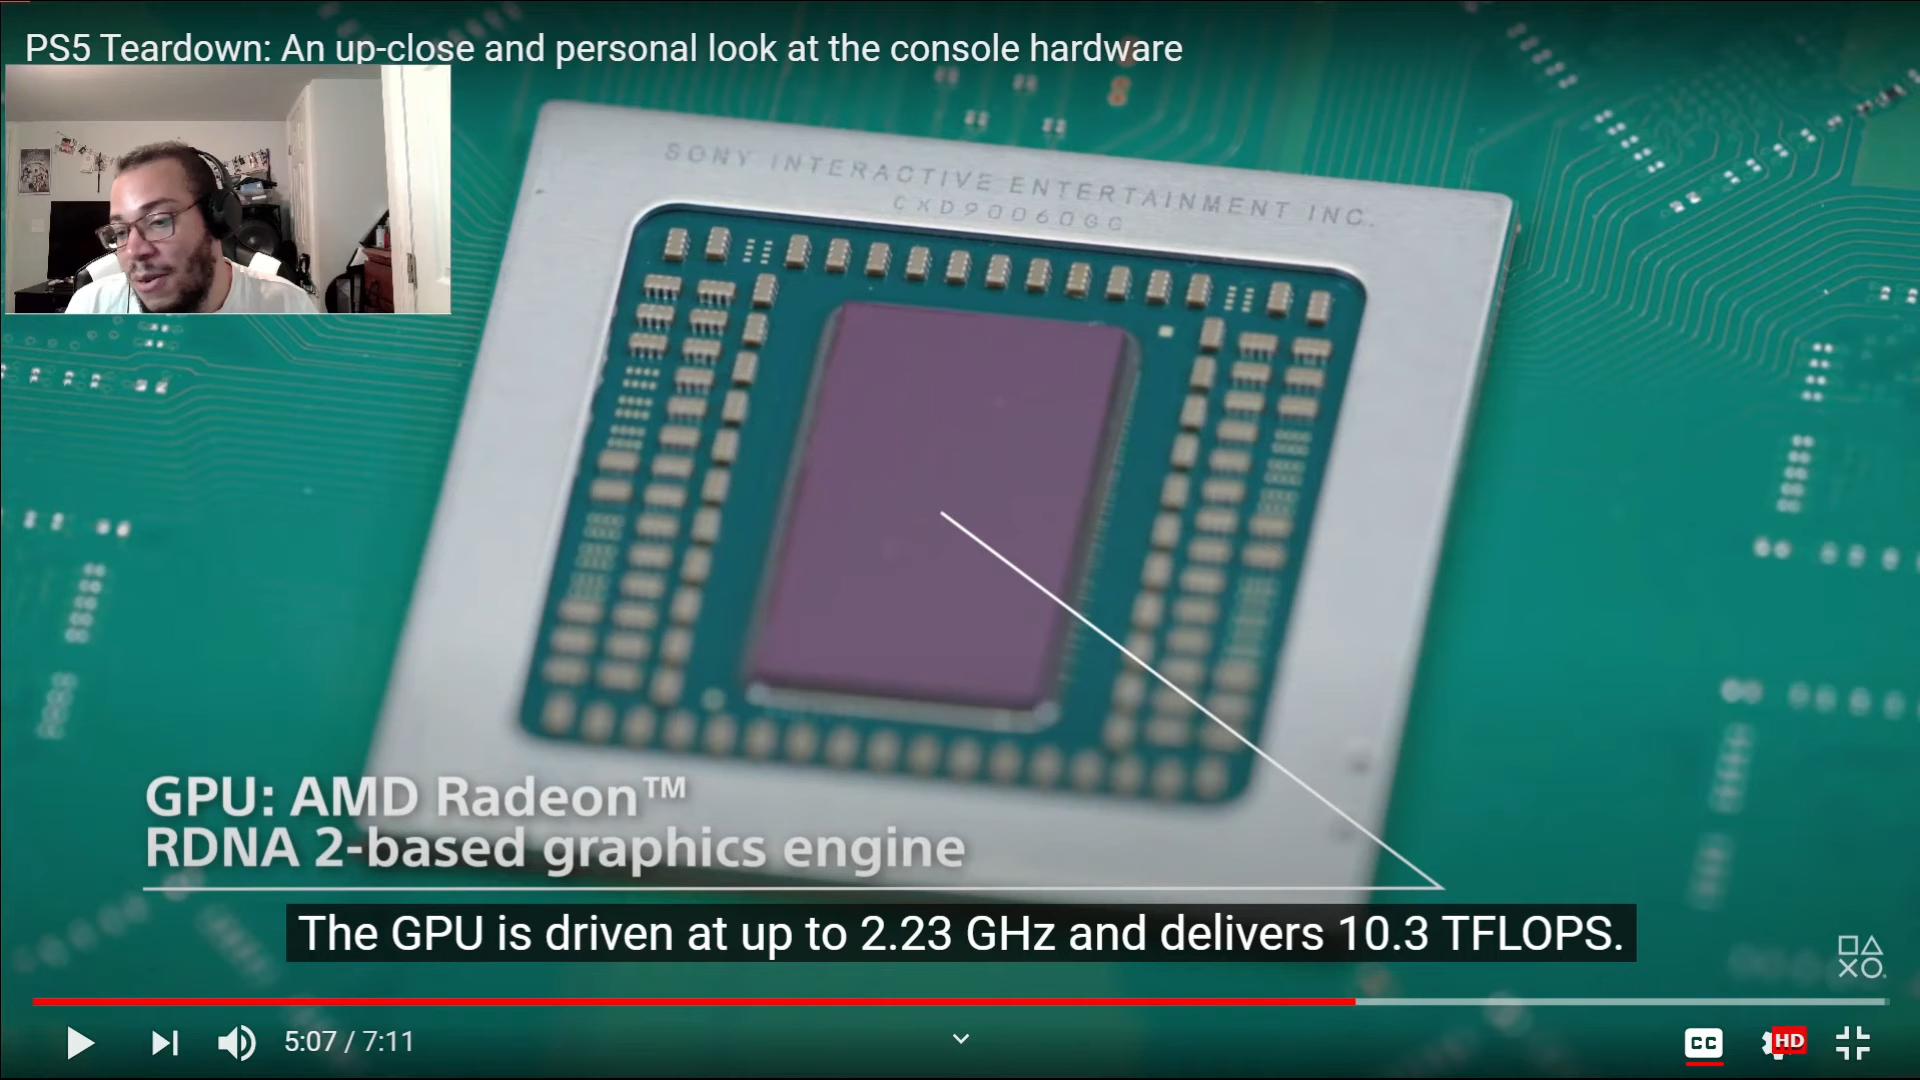 PS5 Teardown: An up-close and personal look at the console hardware
SONY INTERACTIVE ENTERTAINMENT INC.
CXD90060GG
GPU: AMD Radeon™
RDNA 2-based graphics engine
The GPU is driven at up to 2.23 GHz and delivers 10.3 TFLOPS.
5:07 / 7:11
CC
HD